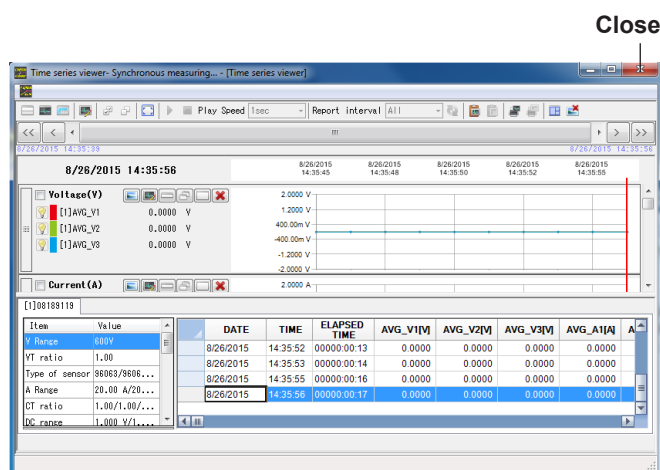 Close
Time series viewer- Synchronous measuring... - [Time series viewer]
Play Speed 1sec Report interval All
<< < > >>
8/26/2015 14:35:39 8/26/2015 14:35:56
8/26/2015 14:35:56
8/26/2015 8/26/2015 8/26/2015 8/26/2015 8/26/2015
14:35:45 14:35:48 14:35:50 14:35:52 14:35:55
Voltage(V)
[1]AVG_V1 0.0000 V
[1]AVG_V2 0.0000 V
[1]AVG_V3 0.0000 V
2.0000 V
1.2000 V
400.00m V
-400.00m V
-1.2000 V
-2.0000 V
Current(A)
2.0000 A
[1]08189119
Item Value
V Range 600V
VT ratio 1.00
Type of sensor 96063/9606...
A Range 20.00 A/20...
CT ratio 1.00/1.00/...
DC range 1.000 V/1....
DATE TIME ELAPSED TIME AVG_V1[V] AVG_V2[V] AVG_V3[V] AVG_A1[A] A
8/26/2015 14:35:52 00000:00:13 0.0000 0.0000 0.0000 0.0000
8/26/2015 14:35:53 00000:00:14 0.0000 0.0000 0.0000 0.0000
8/26/2015 14:35:55 00000:00:16 0.0000 0.0000 0.0000 0.0000
8/26/2015 14:35:56 00000:00:17 0.0000 0.0000 0.0000 0.0000